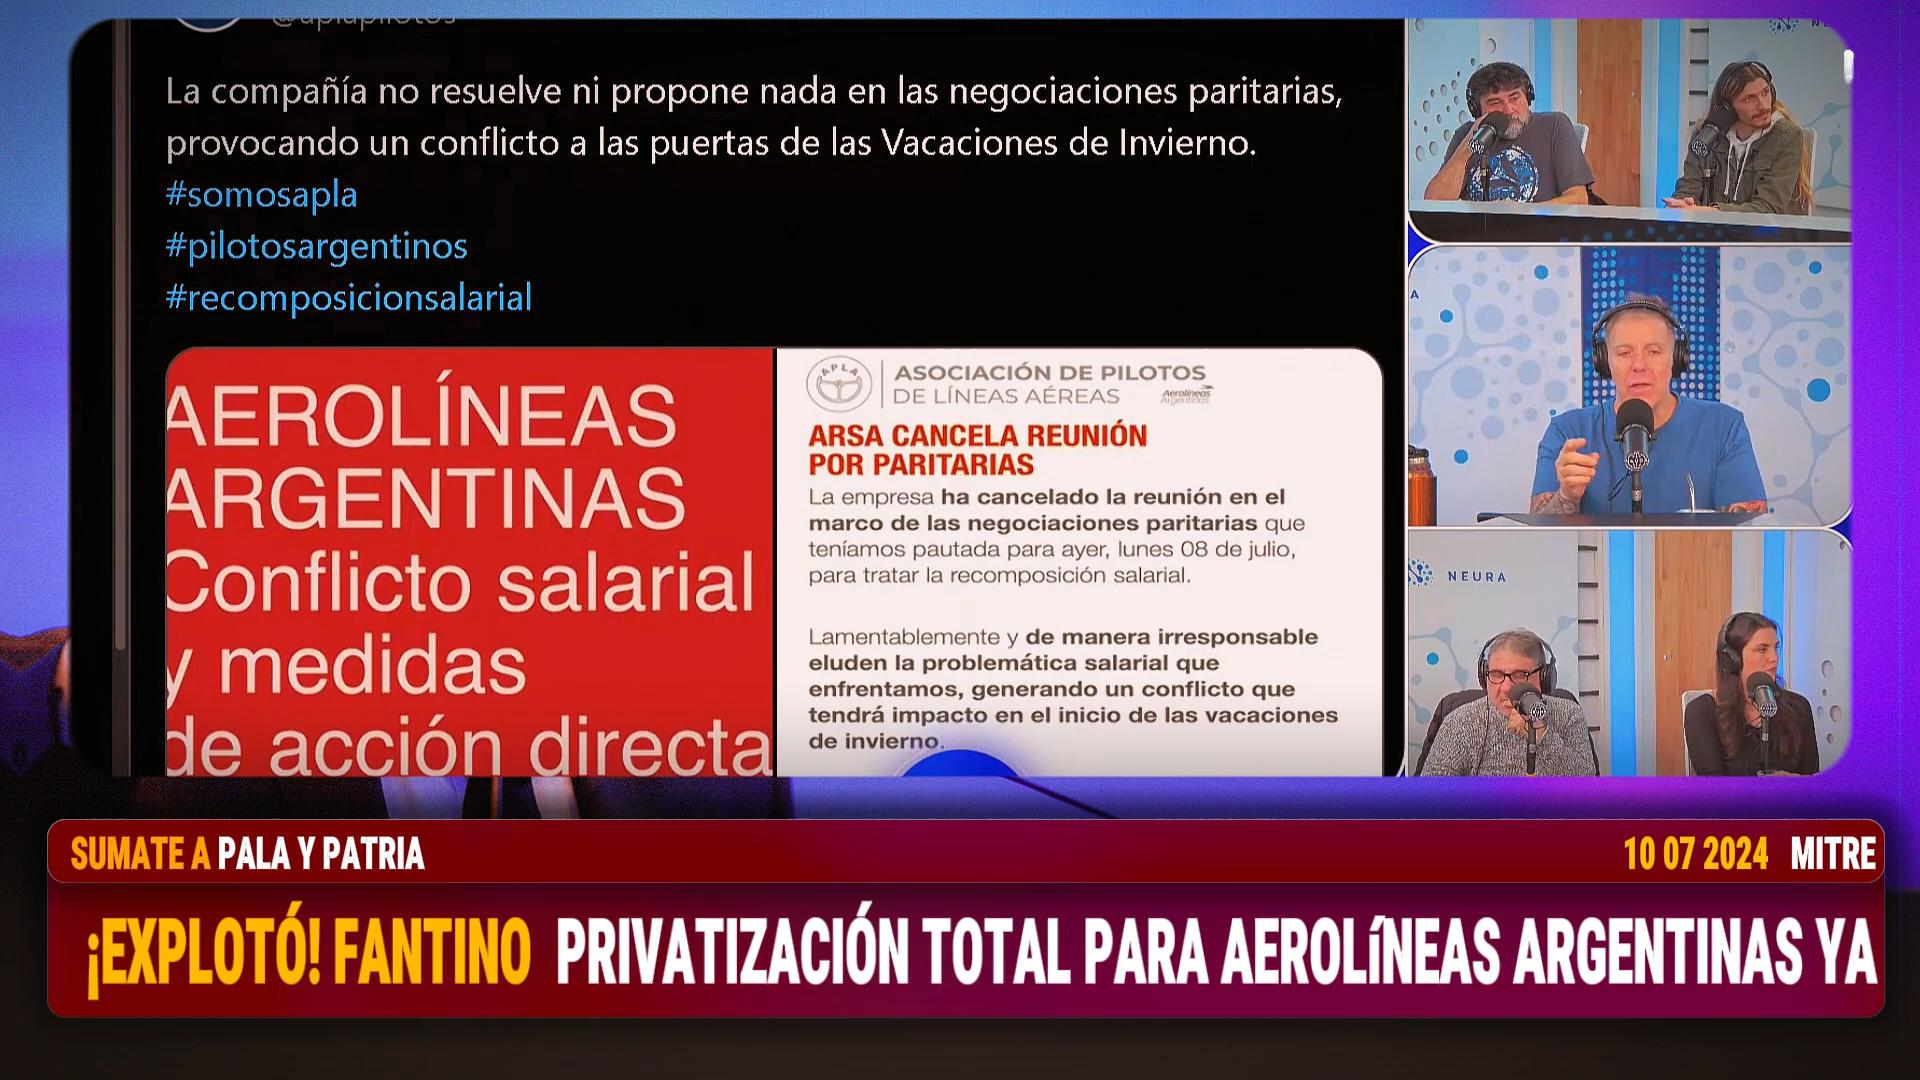 @aplapilotos
La compañía no resuelve ni propone nada en las negociaciones paritarias,
provocando un conflicto a las puertas de las Vacaciones de Invierno.
#somosapla
#pilotosargentinos
#recomposicionsalarial
AEROLÍNEAS
ARGENTINAS
Conflicto salarial
y medidas
de acción directa
APLA
ASOCIACIÓN DE PILOTOS
DE LÍNEAS AÉREAS
Aerolíneas
Argentinas
ARSA CANCELA REUNIÓN
POR PARITARIAS
La empresa ha cancelado la reunión en el
marco de las negociaciones paritarias que
teníamos pautada para ayer, lunes 08 de julio,
para tratar la recomposición salarial.
Lamentablemente y de manera irresponsable
eluden la problemática salarial que
enfrentamos, generando un conflicto que
tendrá impacto en el inicio de las vacaciones
de invierno.
NEURA
SUMATE A PALA Y PATRIA
10 07 2024 MITRE
¡EXPLOTÓ! FANTINO PRIVATIZACIÓN TOTAL PARA AEROLíNEAS ARGENTINAS YA